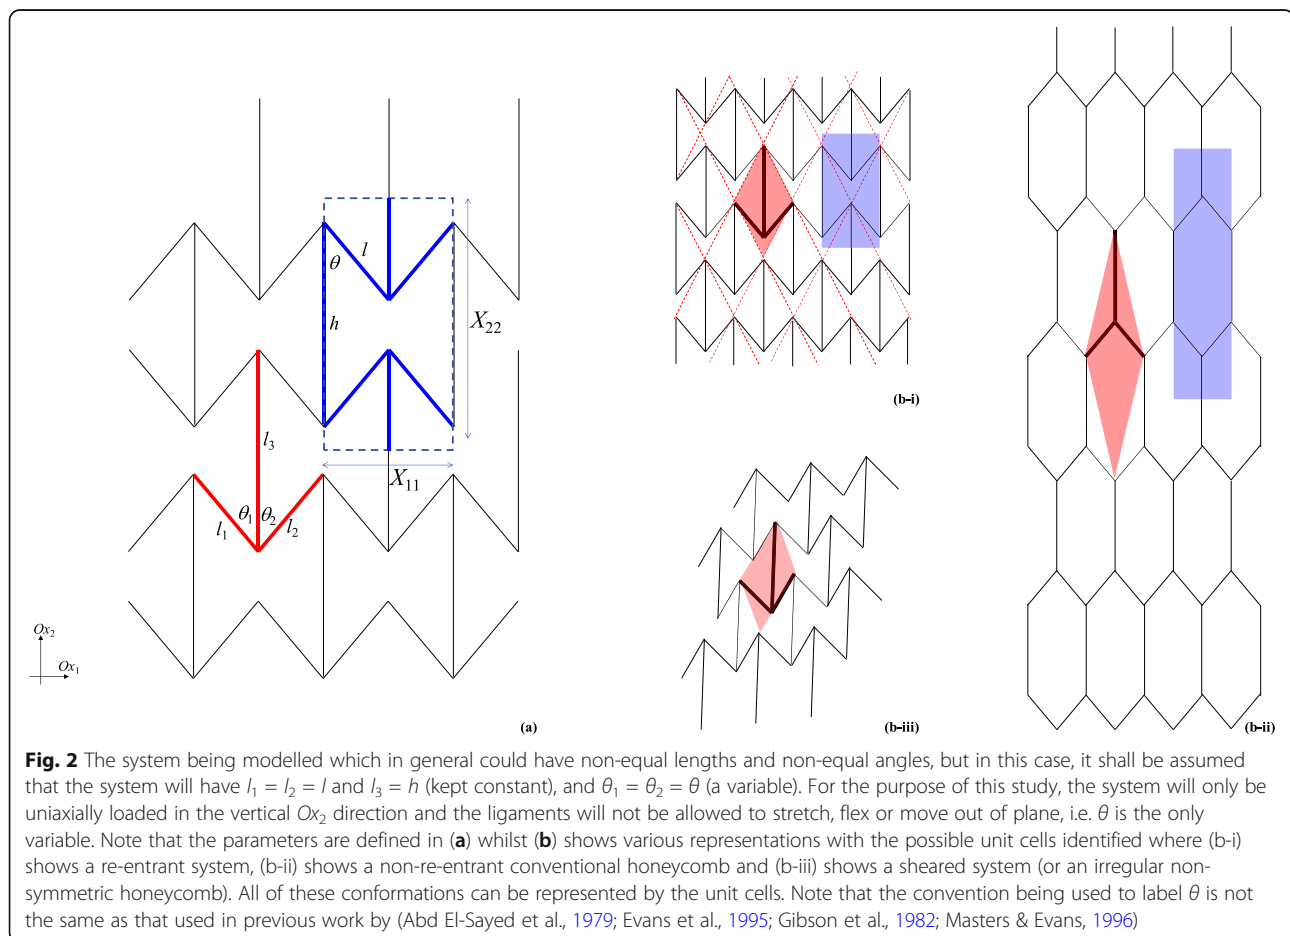 θ
l
h
X₂₂
l₃
X₁₁
θ₁ θ₂
l₁
l₂
Ox₂
Ox₁
(a)
(b-i)
(b-iii)
(b-ii)
Fig. 2 The system being modelled which in general could have non-equal lengths and non-equal angles, but in this case, it shall be assumed
that the system will have l₁ = l₂ = l and l₃ = h (kept constant), and θ₁ = θ₂ = θ (a variable). For the purpose of this study, the system will only be
uniaxially loaded in the vertical Ox₂ direction and the ligaments will not be allowed to stretch, flex or move out of plane, i.e. θ is the only
variable. Note that the parameters are defined in (a) whilst (b) shows various representations with the possible unit cells identified where (b-i)
shows a re-entrant system, (b-ii) shows a non-re-entrant conventional honeycomb and (b-iii) shows a sheared system (or an irregular non-
symmetric honeycomb). All of these conformations can be represented by the unit cells. Note that the convention being used to label θ is not
the same as that used in previous work by (Abd El-Sayed et al., 1979; Evans et al., 1995; Gibson et al., 1982; Masters & Evans, 1996)